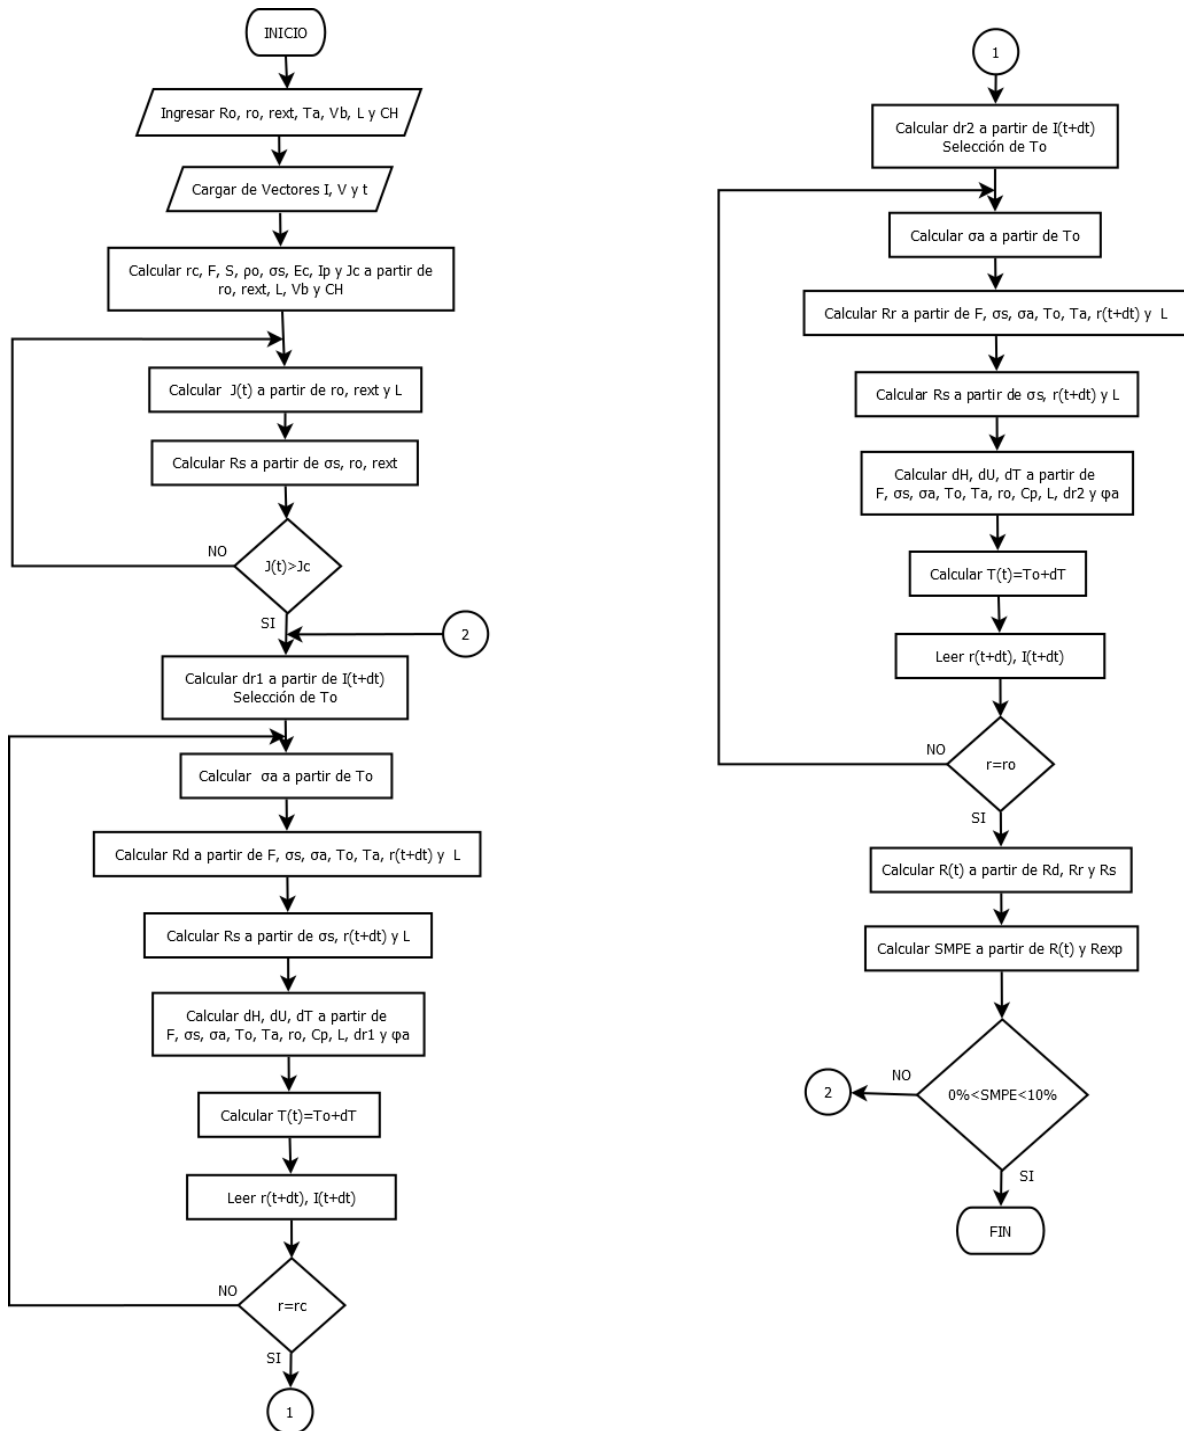 INICIO
Ingresar Ro, ro, rext, Ta, Vb, L y CH
Cargar de Vectores I, V y t
Calcular rc, F, S, ρo, σs, Ec, Ip y Jc a partir de
ro, rext, L, Vb y CH
Calcular J(t) a partir de ro, rext y L
Calcular Rs a partir de σs, ro, rext
NO
J(t)>Jc
SI
2
Calcular dr1 a partir de I(t+dt)
Selección de To
Calcular σa a partir de To
Calcular Rd a partir de F, σs, σa, To, Ta, r(t+dt) y L
Calcular Rs a partir de σs, r(t+dt) y L
Calcular dH, dU, dT a partir de
F, σs, σa, To, Ta, ro, Cp, L, dr1 y φa
Calcular T(t)=To+dT
Leer r(t+dt), I(t+dt)
NO
r=rc
SI
1
1
Calcular dr2 a partir de I(t+dt)
Selección de To
Calcular σa a partir de To
Calcular Rr a partir de F, σs, σa, To, Ta, r(t+dt) y L
Calcular Rs a partir de σs, r(t+dt) y L
Calcular dH, dU, dT a partir de
F, σs, σa, To, Ta, ro, Cp, L, dr2 y φa
Calcular T(t)=To+dT
Leer r(t+dt), I(t+dt)
NO
r=ro
SI
Calcular R(t) a partir de Rd, Rr y Rs
Calcular SMPE a partir de R(t) y Rexp
NO
2
0%<SMPE<10%
SI
FIN